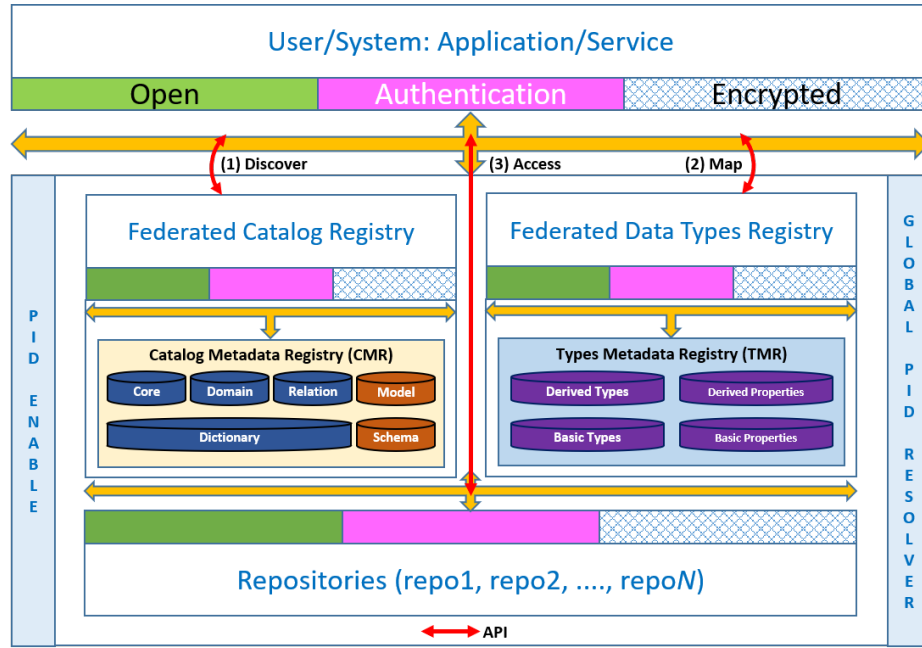 User/System: Application/Service
Open
Authentication
Encrypted
(1) Discover
(3) Access
(2) Map
Federated Catalog Registry
Federated Data Types Registry
Catalog Metadata Registry (CMR)
Core
Domain
Relation
Model
Dictionary
Schema
Types Metadata Registry (TMR)
Derived Types
Derived Properties
Basic Types
Basic Properties
PID ENABLE
GLOBAL PID RESOLVER
Repositories (repo1, repo2, ...., repoN)
API